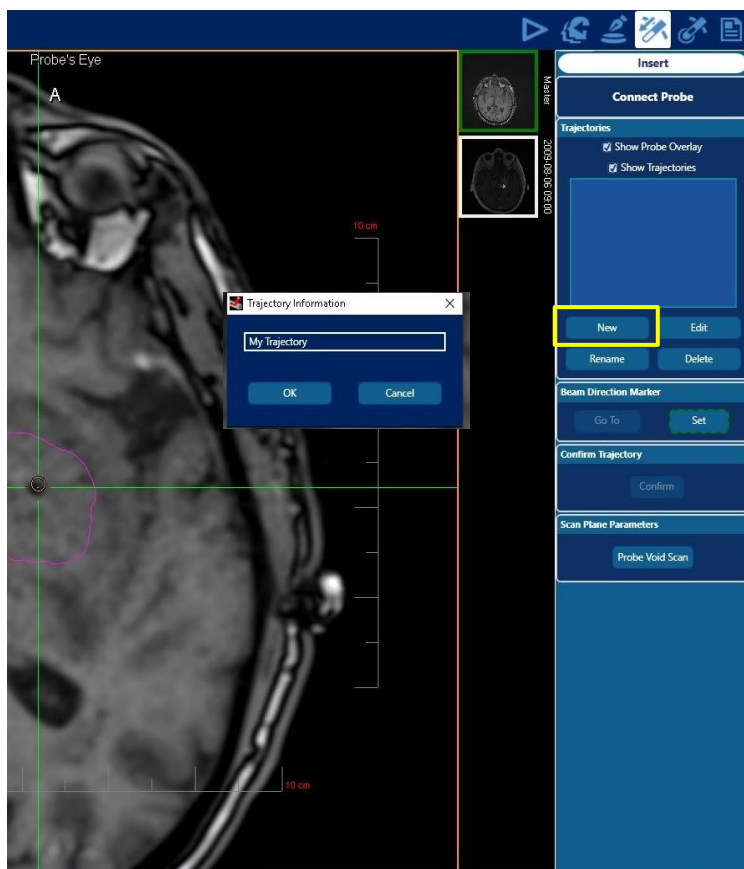 Probe's Eye
A
10 cm
10 cm
Master
2009-08-06 09:00
Trajectory Information
My Trajectory
OK
Cancel
Insert
Connect Probe
Trajectories
Show Probe Overlay
Show Trajectories
New
Edit
Rename
Delete
Beam Direction Marker
Go To
Set
Confirm Trajectory
Confirm
Scan Plane Parameters
Probe Void Scan